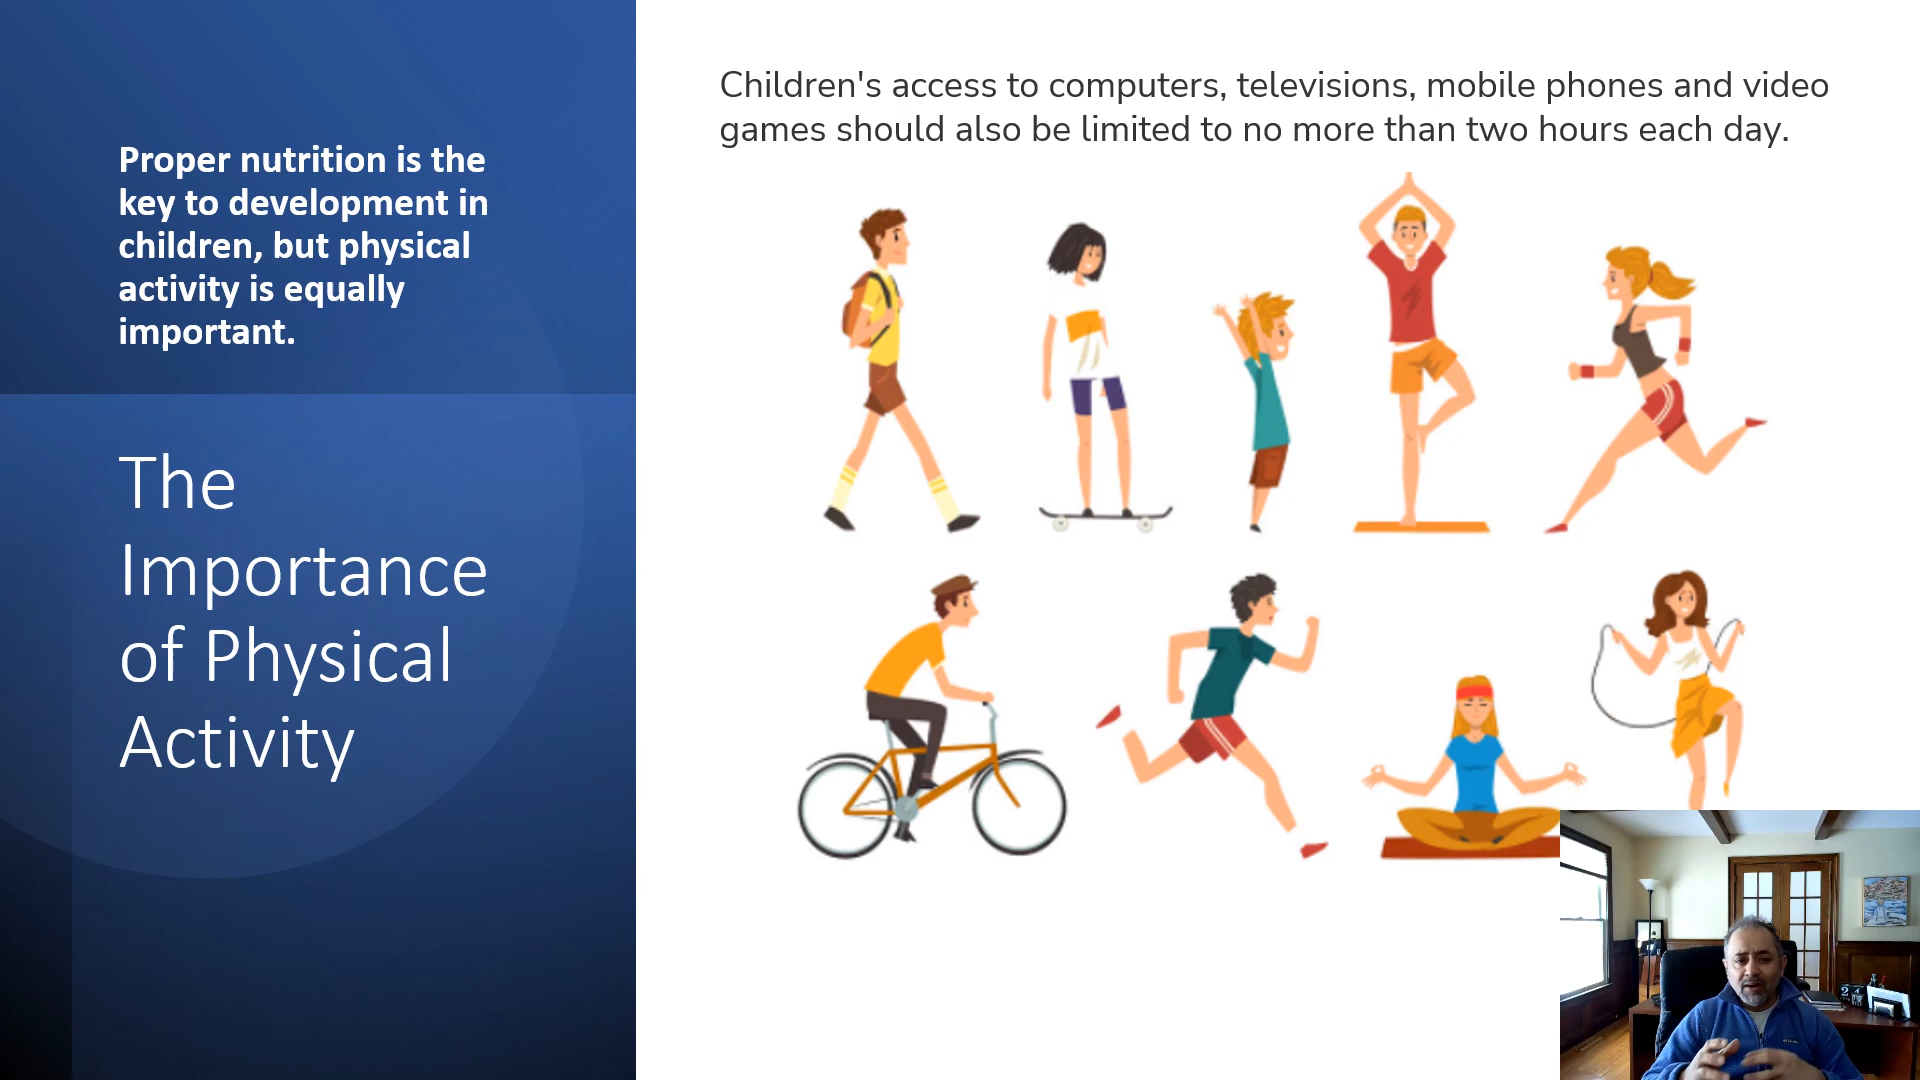 Proper nutrition is the
key to development in
children, but physical
activity is equally
important.
The
Importance
of Physical
Activity
Children's access to computers, televisions, mobile phones and video
games should also be limited to no more than two hours each day.